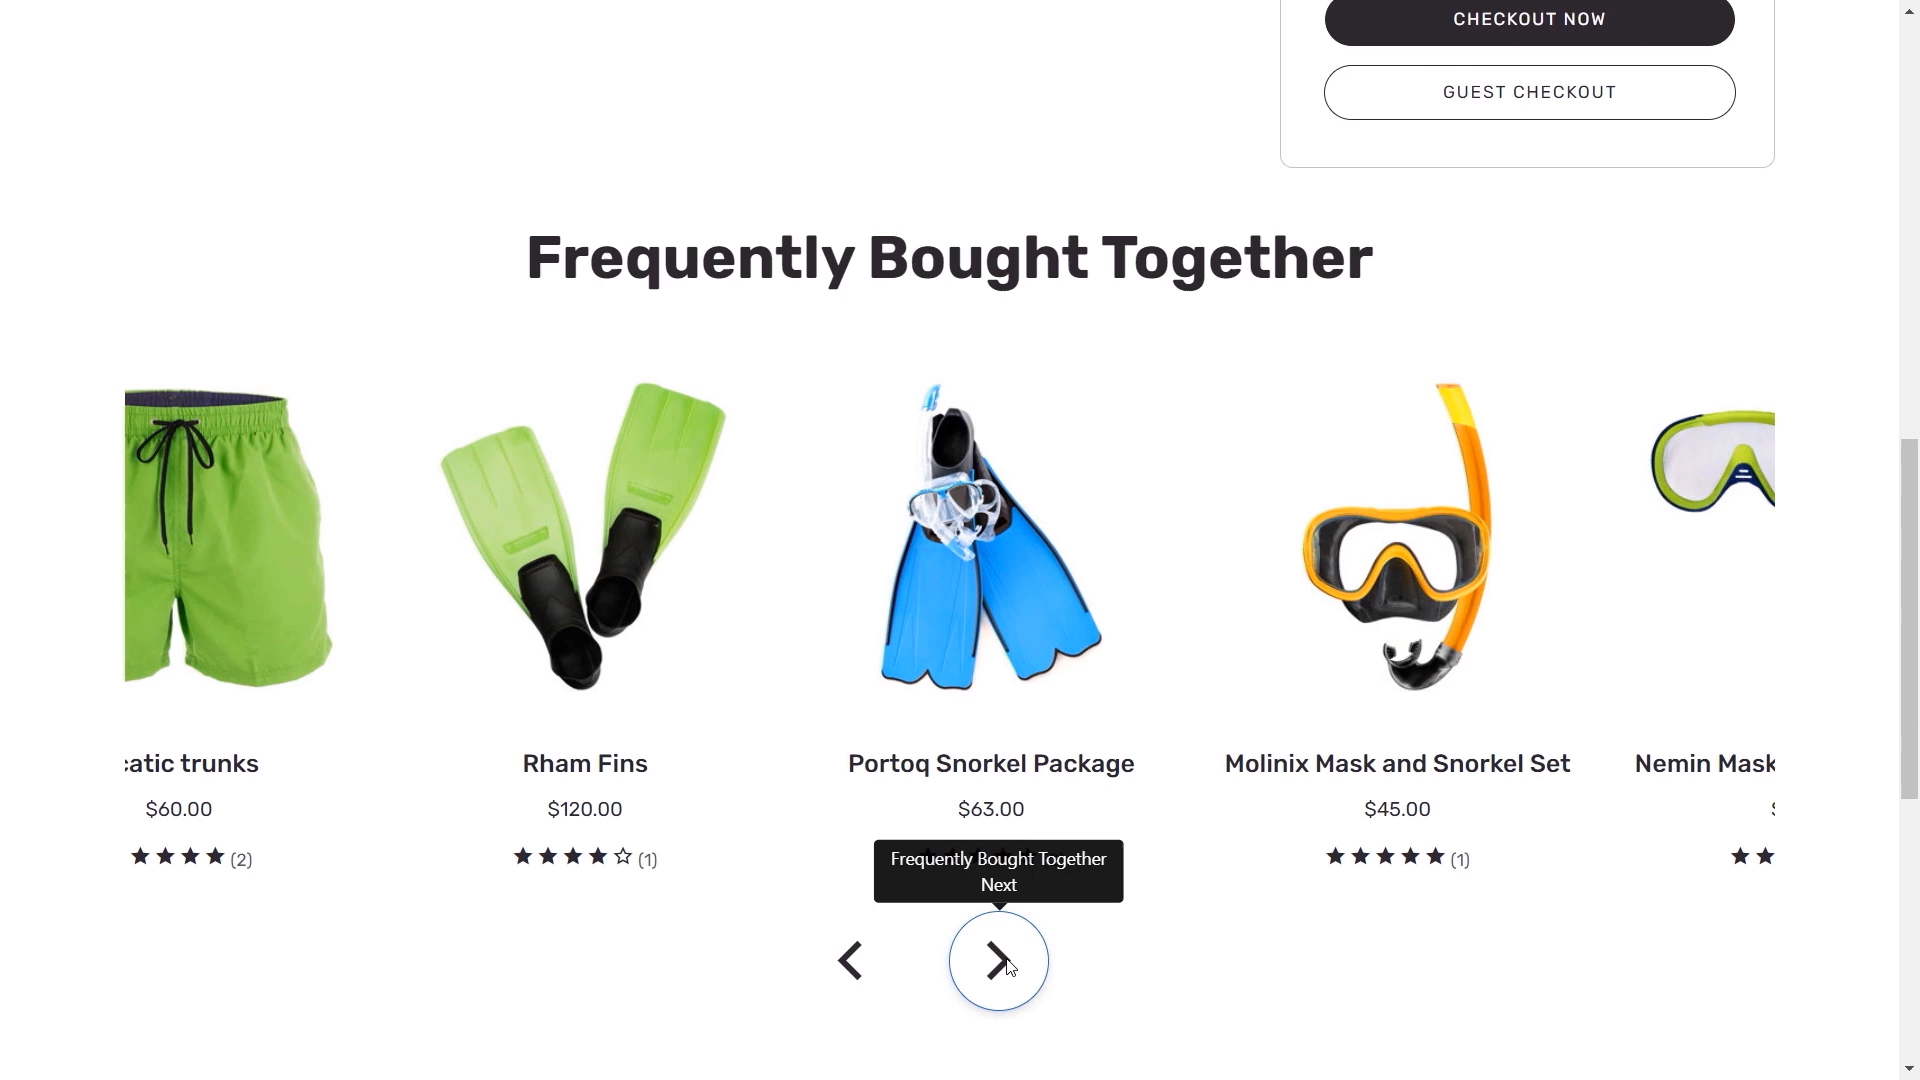 CHECKOUT NOW
GUEST CHECKOUT
Frequently Bought Together
trunks
Rham Fins
Portoq Snorkel Package
Molinix Mask and Snorkel Set
Nemin Mask
$60.00
$120.00
$63.00
$45.00
(2)
(1)
(1)
Frequently Bought Together
Next